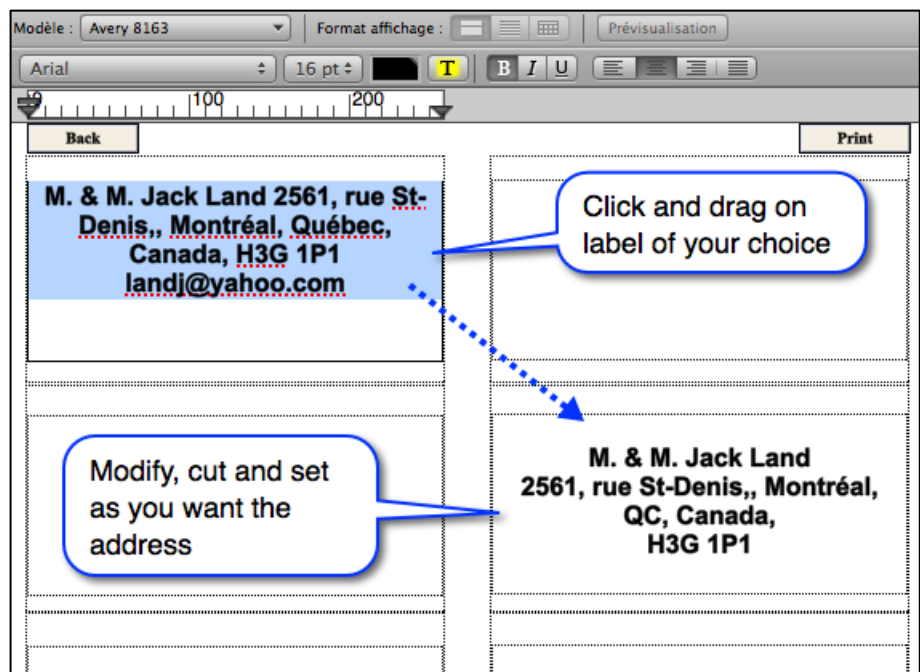 Modèle : Avery 8163 Format affichage : Prévisualisation
Arial 16 pt T B I U
0 100 200
Back Print
M. & M. Jack Land 2561, rue St-
Denis,, Montréal, Québec,
Canada, H3G 1P1
landj@yahoo.com
Click and drag on
label of your choice
Modify, cut and set
as you want the
address
M. & M. Jack Land
2561, rue St-Denis,, Montréal,
QC, Canada,
H3G 1P1